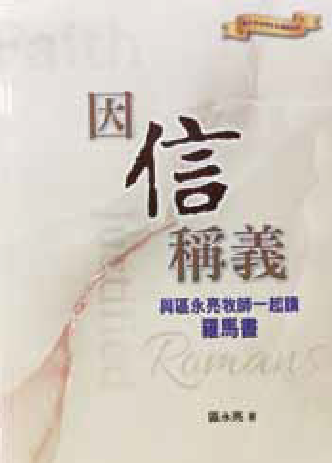 Faith
因
信
稱義
與區永亮牧師一起讀
羅馬書
Romans
區永亮 著